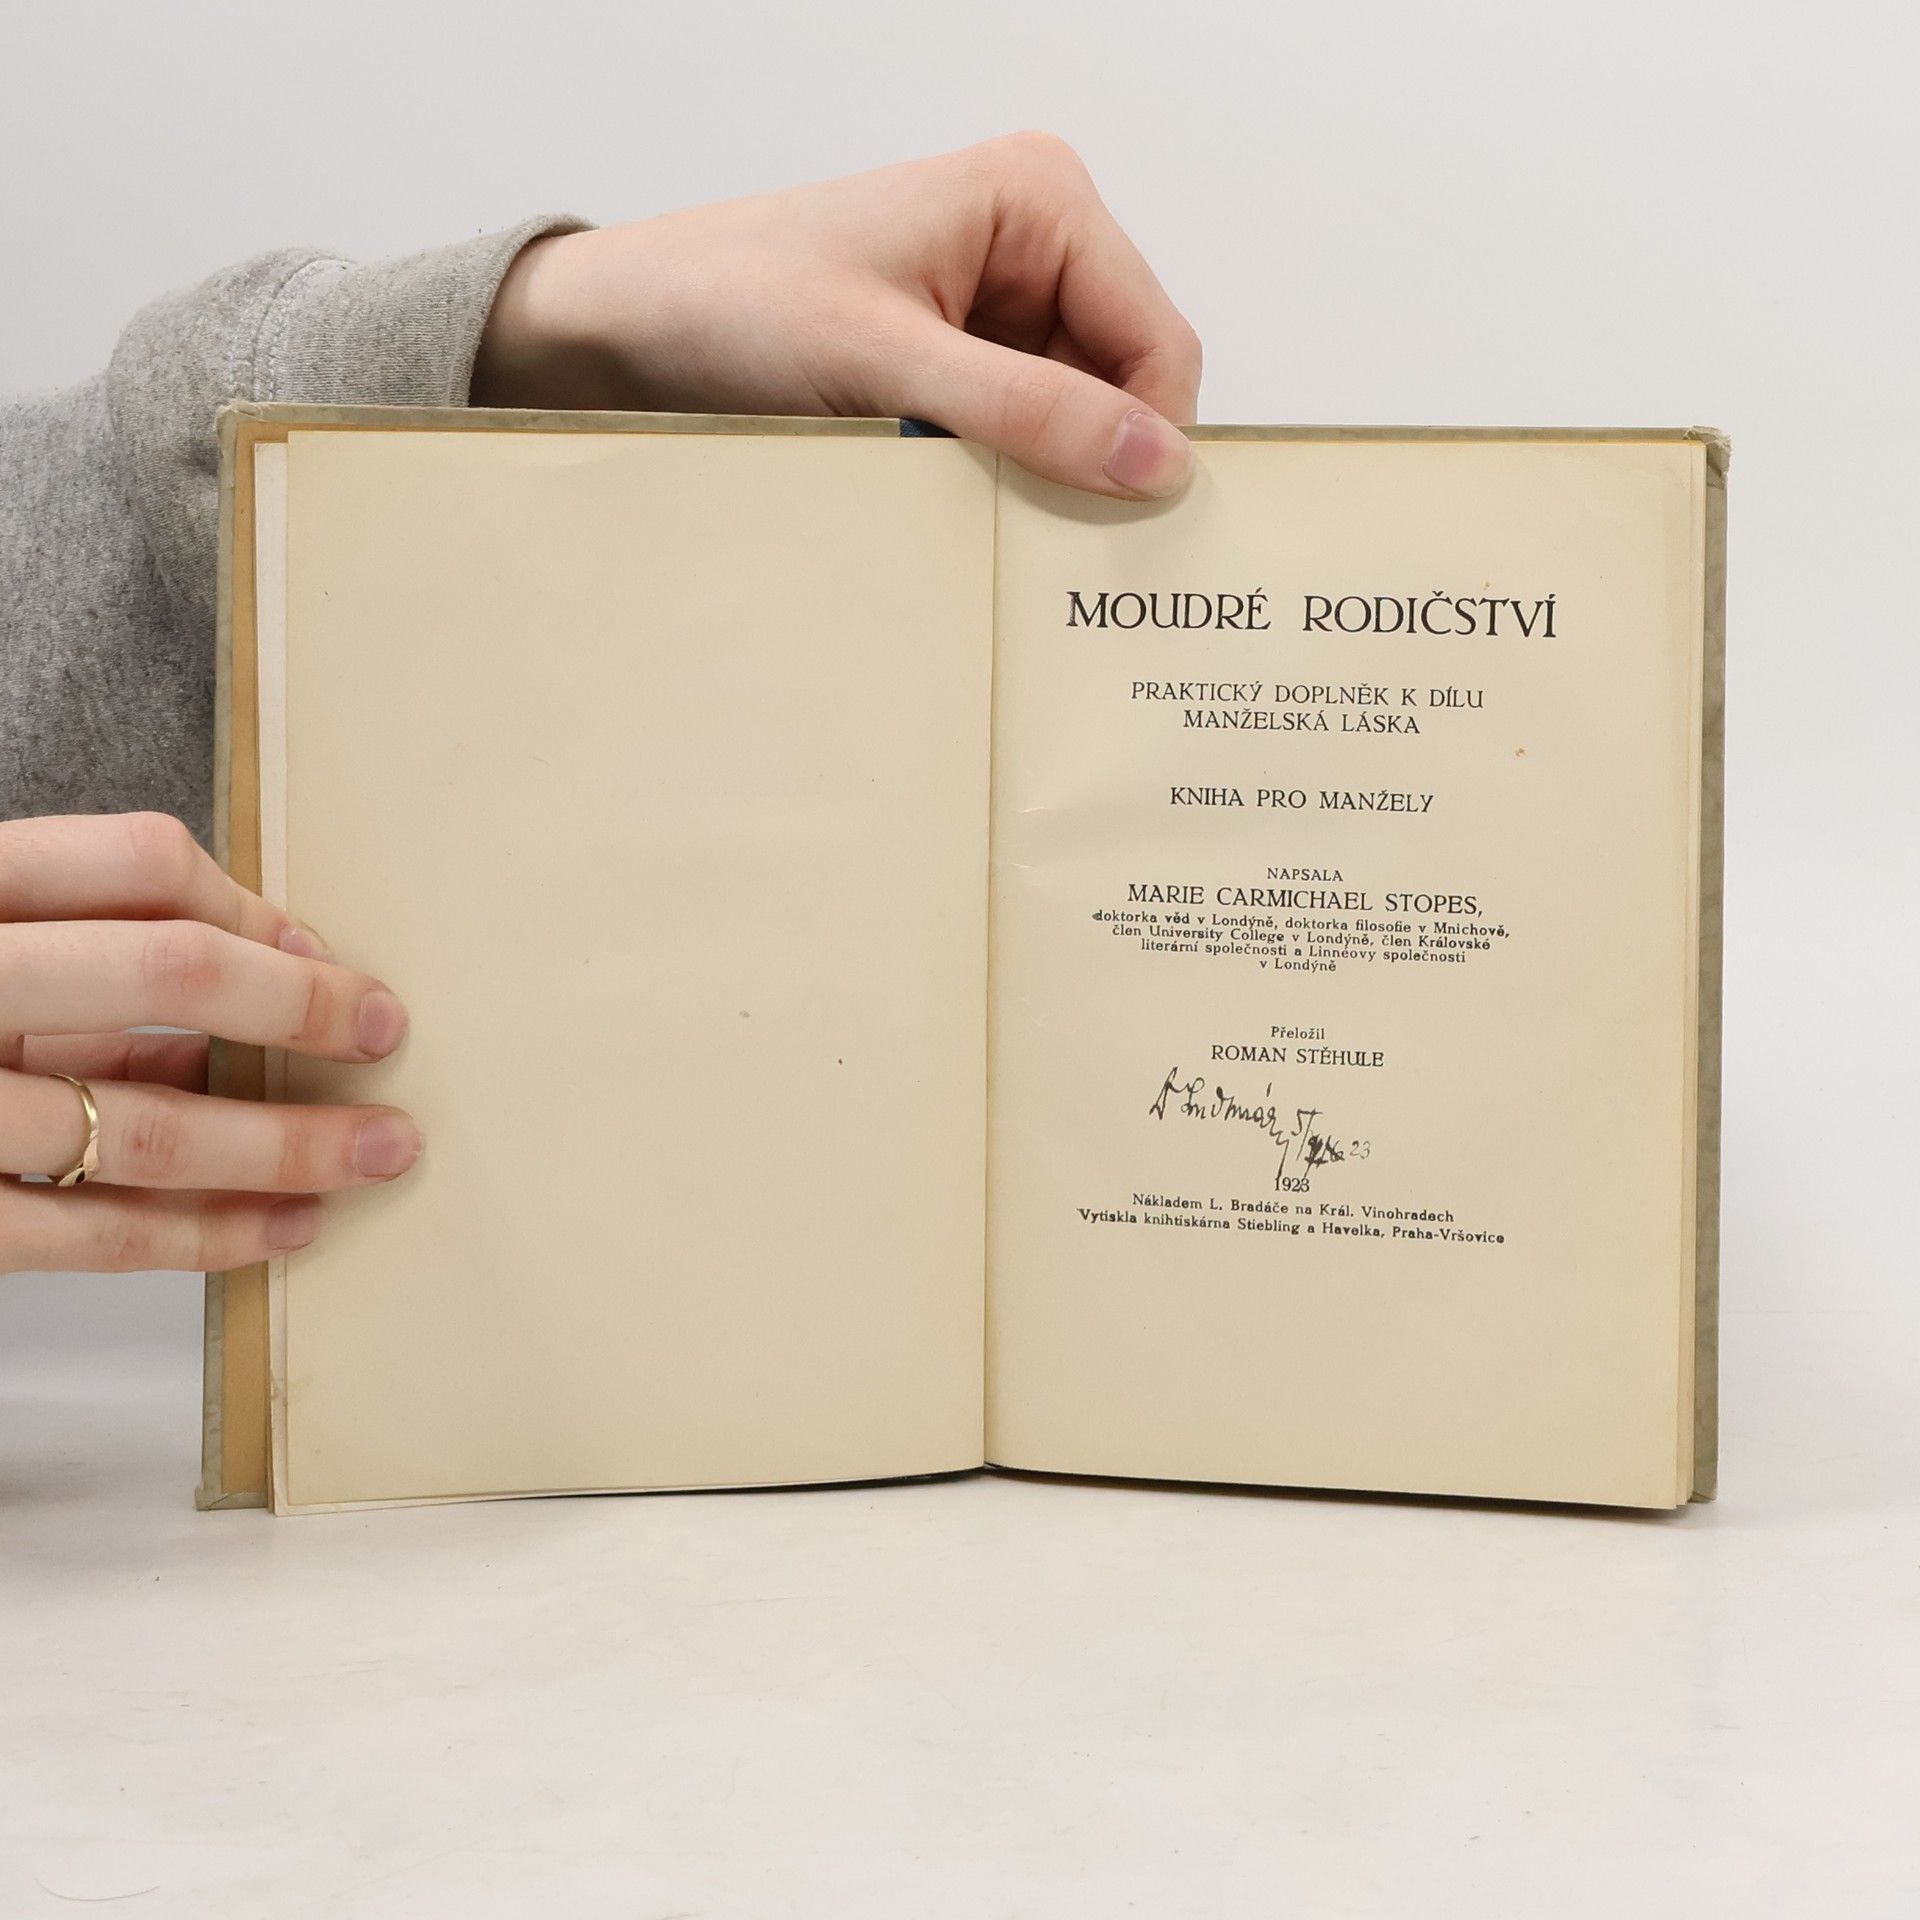 MOUDRÉ RODIČSTVÍ
PRAKTICKÝ DOPLNĚK K DÍLU
MANŽELSKÁ LÁSKA
KNIHA PRO MANŽELY
NAPSALA
MARIE CARMICHAEL STOPES,
doktorka věd v Londýně, doktorka filosofie v Mnichově,
člen University College v Londýně, člen Královské
literární společnosti a Linnéovy společnosti
v Londýně
Přeložil
ROMAN STĚHULE
23
1923
Nákladem L. Bradáče na Král. Vinohradech
Vytiskla knihtiskárna Stiebling a Havelka, Praha-Vršovice